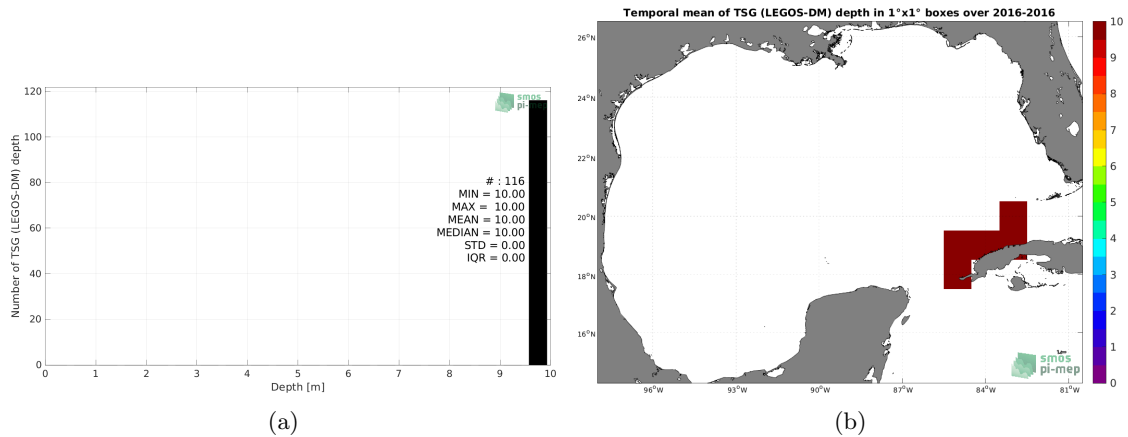 Temporal mean of TSG (LEGOS-DM) depth in 1°x1° boxes over 2016-2016
Number of TSG (LEGOS-DM) depth
120
100
80
60
40
20
0
smos
pi-mep
# : 116
MIN = 10.00
MAX = 10.00
MEAN = 10.00
MEDIAN = 10.00
STD = 0.00
IQR = 0.00
0 1 2 3 4 5 6 7 8 9 10
Depth [m]
(a)
26°N
24°N
22°N
20°N
18°N
16°N
96°W 93°W 90°W 87°W 84°W 81°W
smos
pi-mep
10
9
8
7
6
5
4
3
2
1
0
(b)